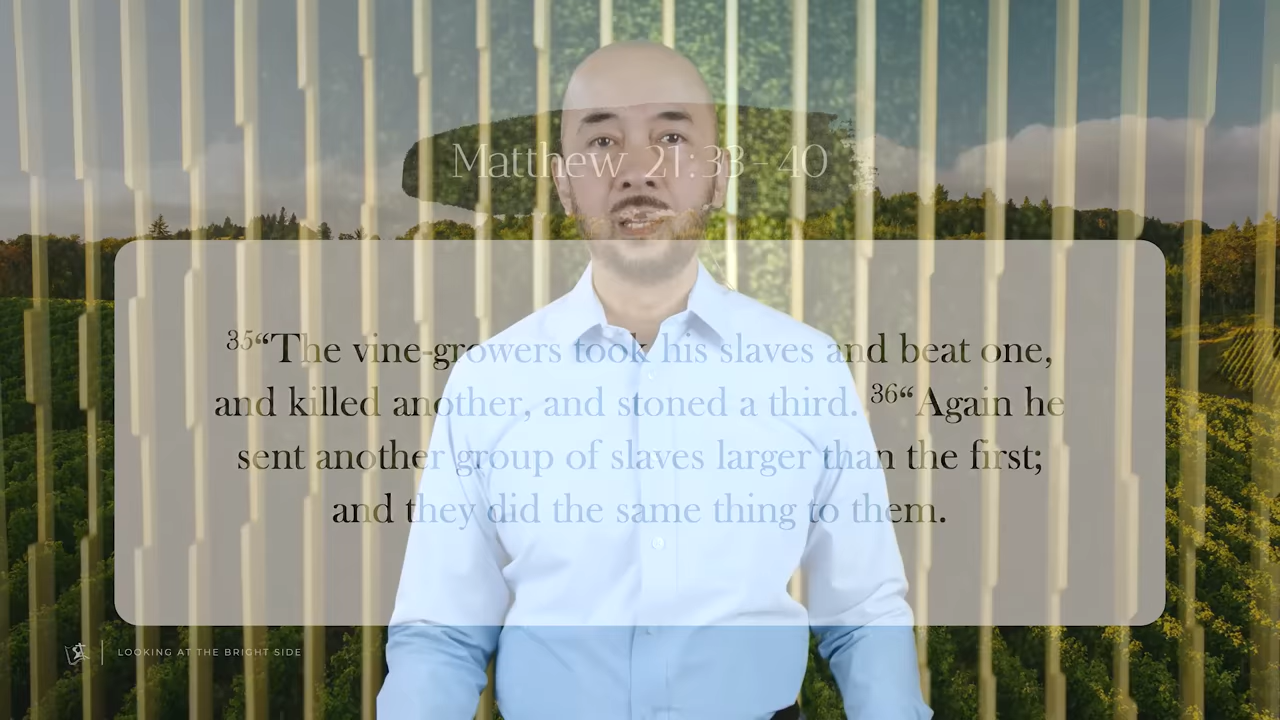 Matthew 21:33–40
35“The vine-growers took his slaves and beat one,
and killed another, and stoned a third. 36“Again he
sent another group of slaves larger than the first;
and they did the same thing to them.
LOOKING AT THE BRIGHT SIDE